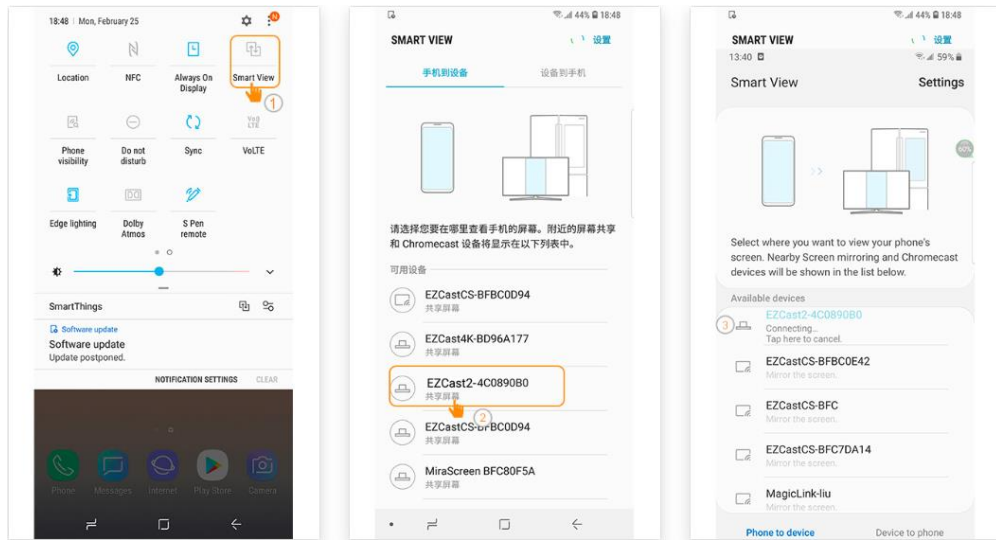 18:48 | Mon, February 25
N
Location
NFC
Always On
Display
Smart View
1
VoD
LTE
Phone
visibility
Do not
disturb
Sync
VoLTE
Edge lighting
Dolby
Atmos
S Pen
remote
SmartThings
Software update
Software update
Update postponed.
NOTIFICATION SETTINGS
CLEAR
Phone
Messages
Internet
Play Store
Camera
44% 18:48
SMART VIEW
设置
手机到设备
设备到手机
请选择您要在哪里查看手机的屏幕。附近的屏幕共享
和 Chromecast 设备将显示在以下列表中。
可用设备
EZCastCS-BFBC0D94
共享屏幕
EZCast4K-BD96A177
共享屏幕
EZCast2-4C0890B0
共享屏幕
2
EZCastCS-BFBC0D94
共享屏幕
MiraScreen BFC80F5A
共享屏幕
44% 18:48
SMART VIEW
设置
13:40
59%
Smart View
Settings
60%
Select where you want to view your phone's
screen. Nearby Screen mirroring and Chromecast
devices will be shown in the list below.
Available devices
3
EZCast2-4C0890B0
Connecting...
Tap here to cancel.
EZCastCS-BFBC0E42
Mirror the screen.
EZCastCS-BFC
Mirror the screen.
EZCastCS-BFC7DA14
Mirror the screen.
MagicLink-liu
Mirror the screen.
Phone to device
Device to phone